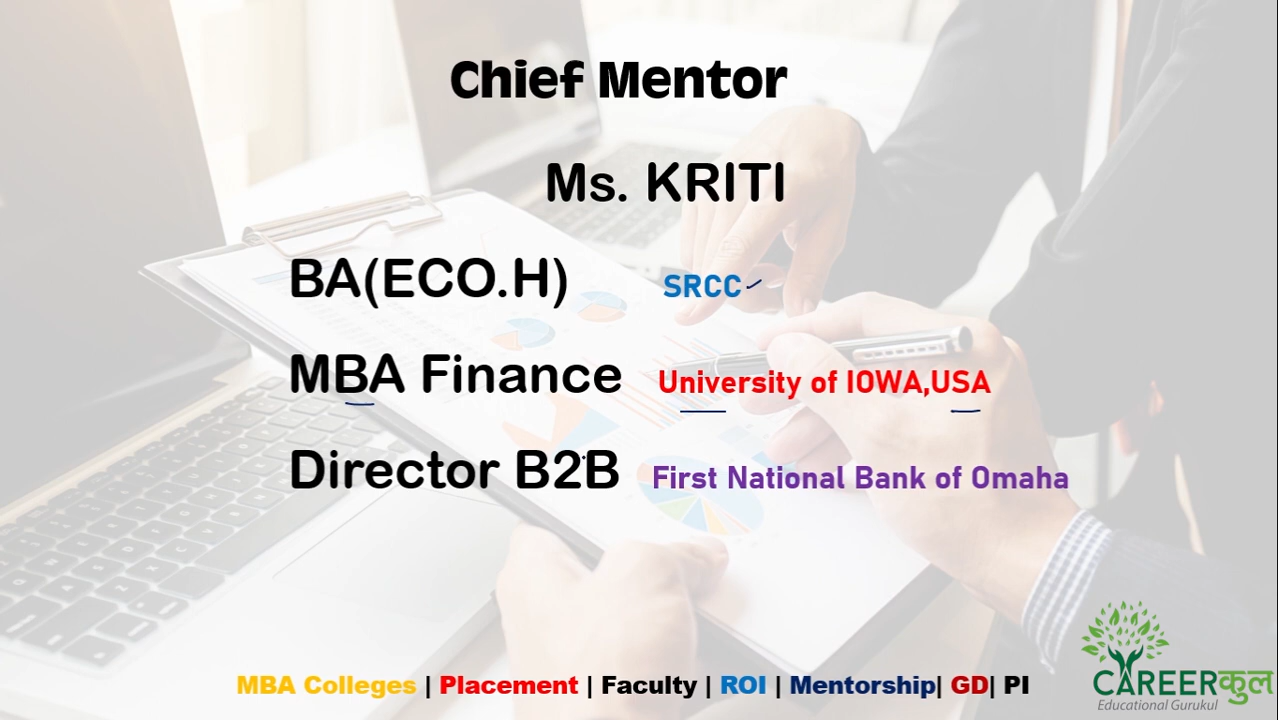 Chief Mentor
Ms. KRITI
BA(ECO.H) SRCC
MBA Finance University of IOWA,USA
Director B2B First National Bank of Omaha
MBA Colleges | Placement | Faculty | ROI | Mentorship| GD| PI
CAREERकुल
Educational Gurukul